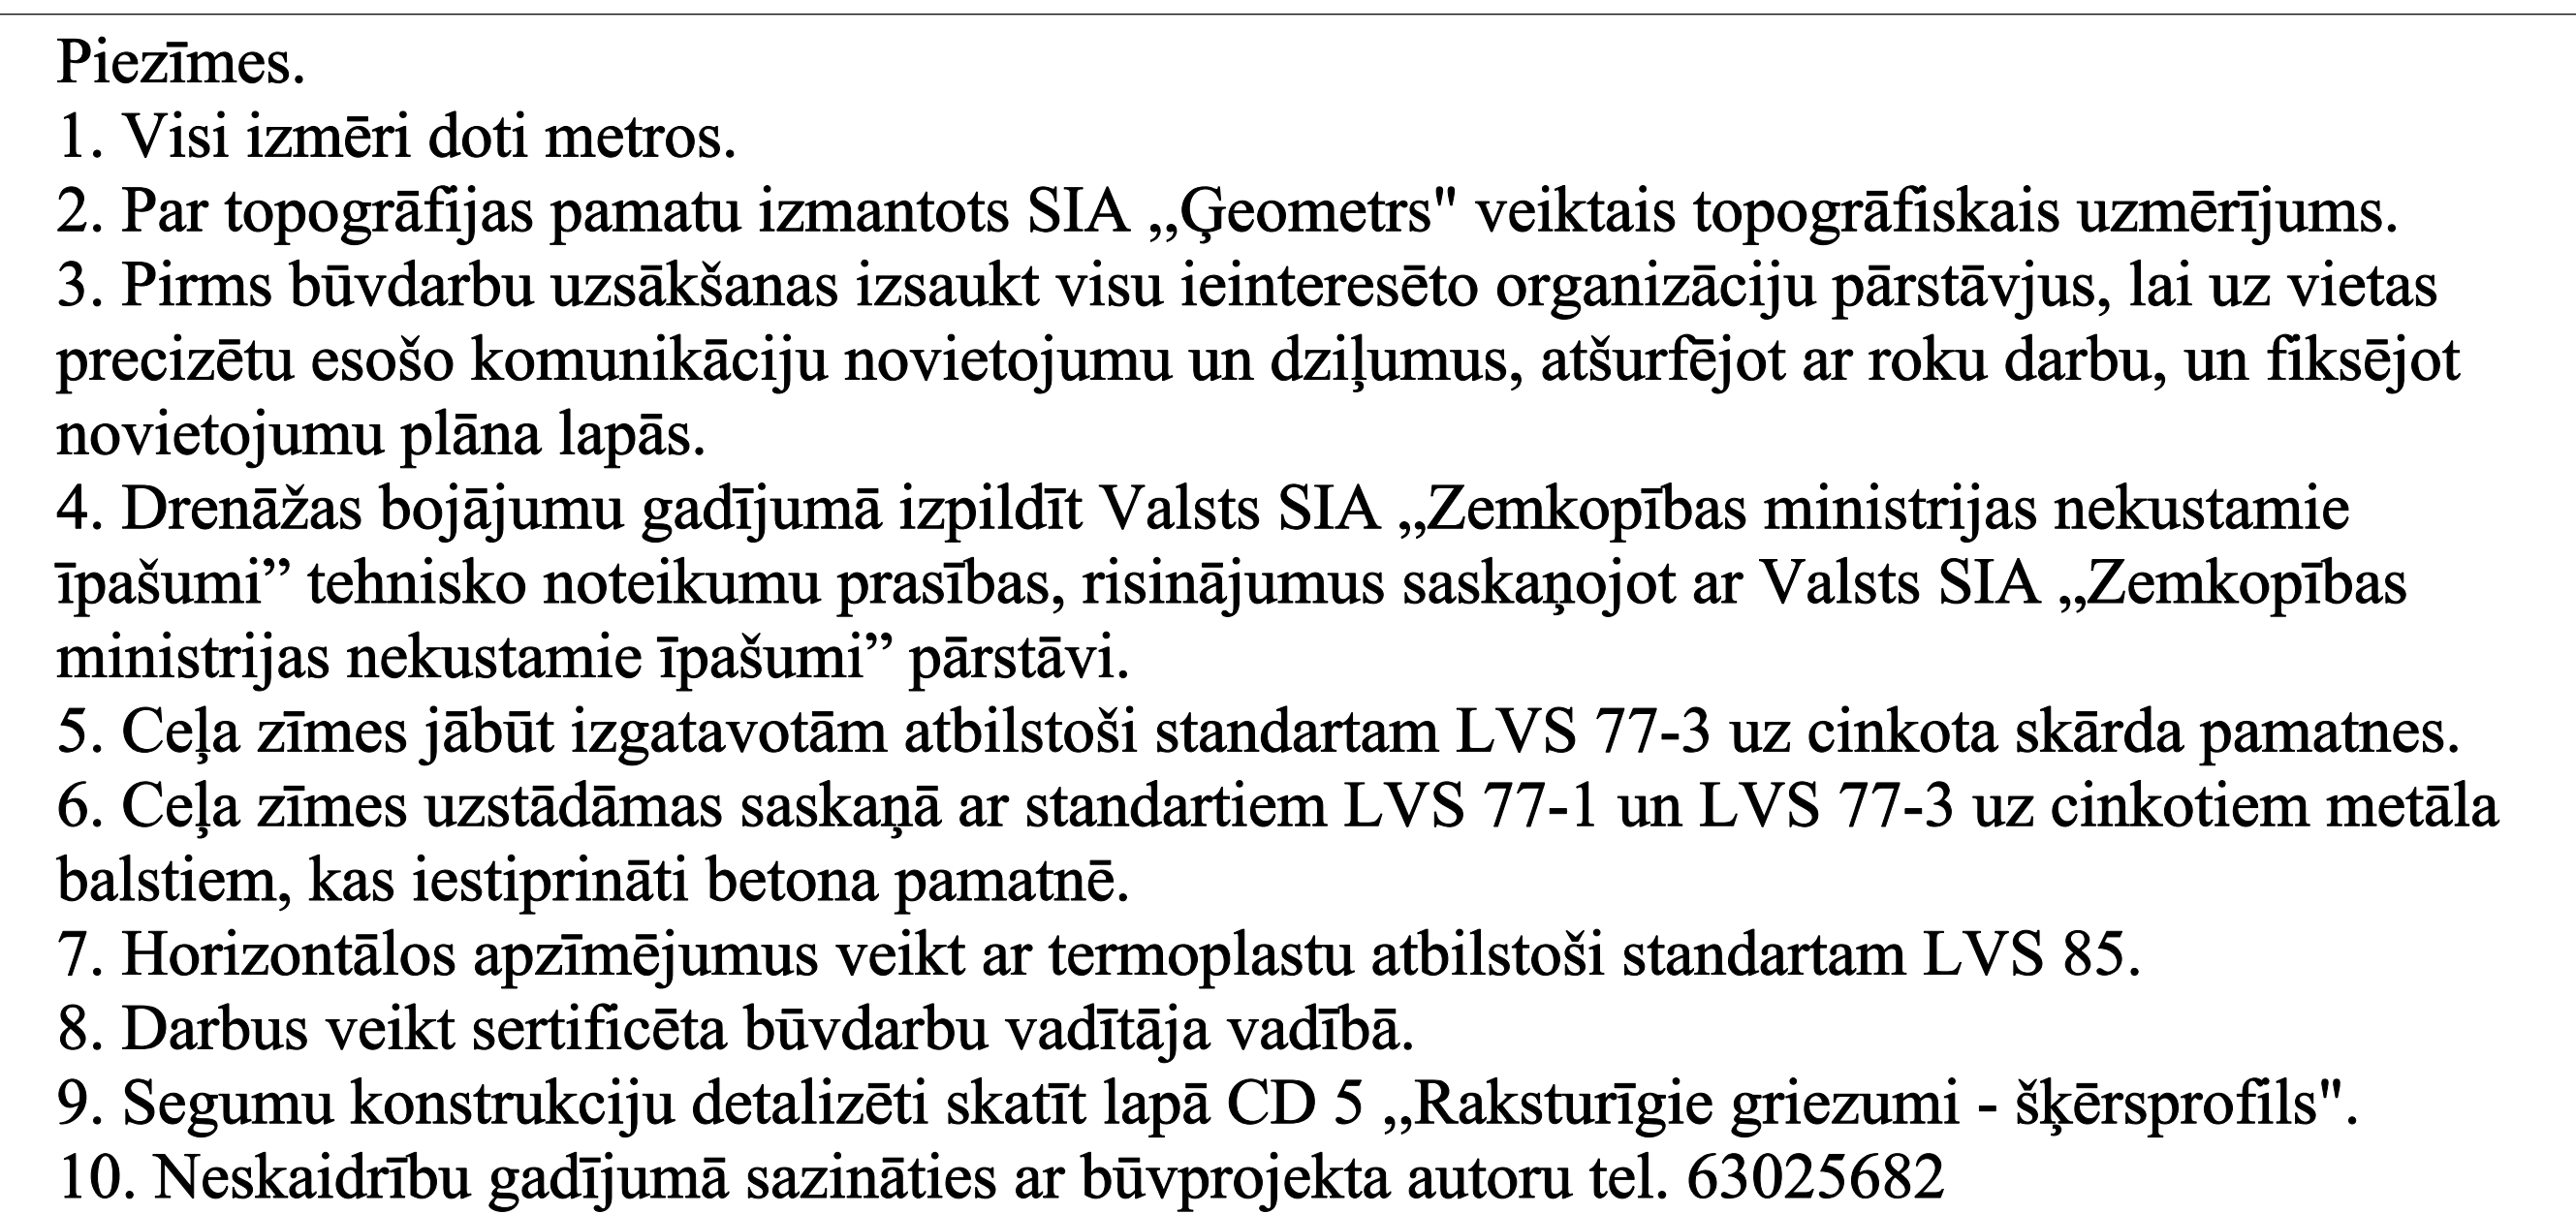 Piezīmes.
1. Visi izmēri doti metros.
2. Par topogrāfijas pamatu izmantots SIA ,,Ģeometrs" veiktais topogrāfiskais uzmērījums.
3. Pirms būvdarbu uzsākšanas izsaukt visu ieinteresēto organizāciju pārstāvjus, lai uz vietas
precizētu esošo komunikāciju novietojumu un dziļumus, atšurfējot ar roku darbu, un fiksējot
novietojumu plāna lapās.
4. Drenāžas bojājumu gadījumā izpildīt Valsts SIA „Zemkopības ministrijas nekustamie
īpašumi” tehnisko noteikumu prasības, risinājumus saskaņojot ar Valsts SIA „Zemkopības
ministrijas nekustamie īpašumi” pārstāvi.
5. Ceļa zīmes jābūt izgatavotām atbilstoši standartam LVS 77-3 uz cinkota skārda pamatnes.
6. Ceļa zīmes uzstādāmas saskaņā ar standartiem LVS 77-1 un LVS 77-3 uz cinkotiem metāla
balstiem, kas iestiprināti betona pamatnē.
7. Horizontālos apzīmējumus veikt ar termoplastu atbilstoši standartam LVS 85.
8. Darbus veikt sertificēta būvdarbu vadītāja vadībā.
9. Segumu konstrukciju detalizēti skatīt lapā CD 5 ,,Raksturīgie griezumi - šķērsprofils".
10. Neskaidrību gadījumā sazināties ar būvprojekta autoru tel. 63025682